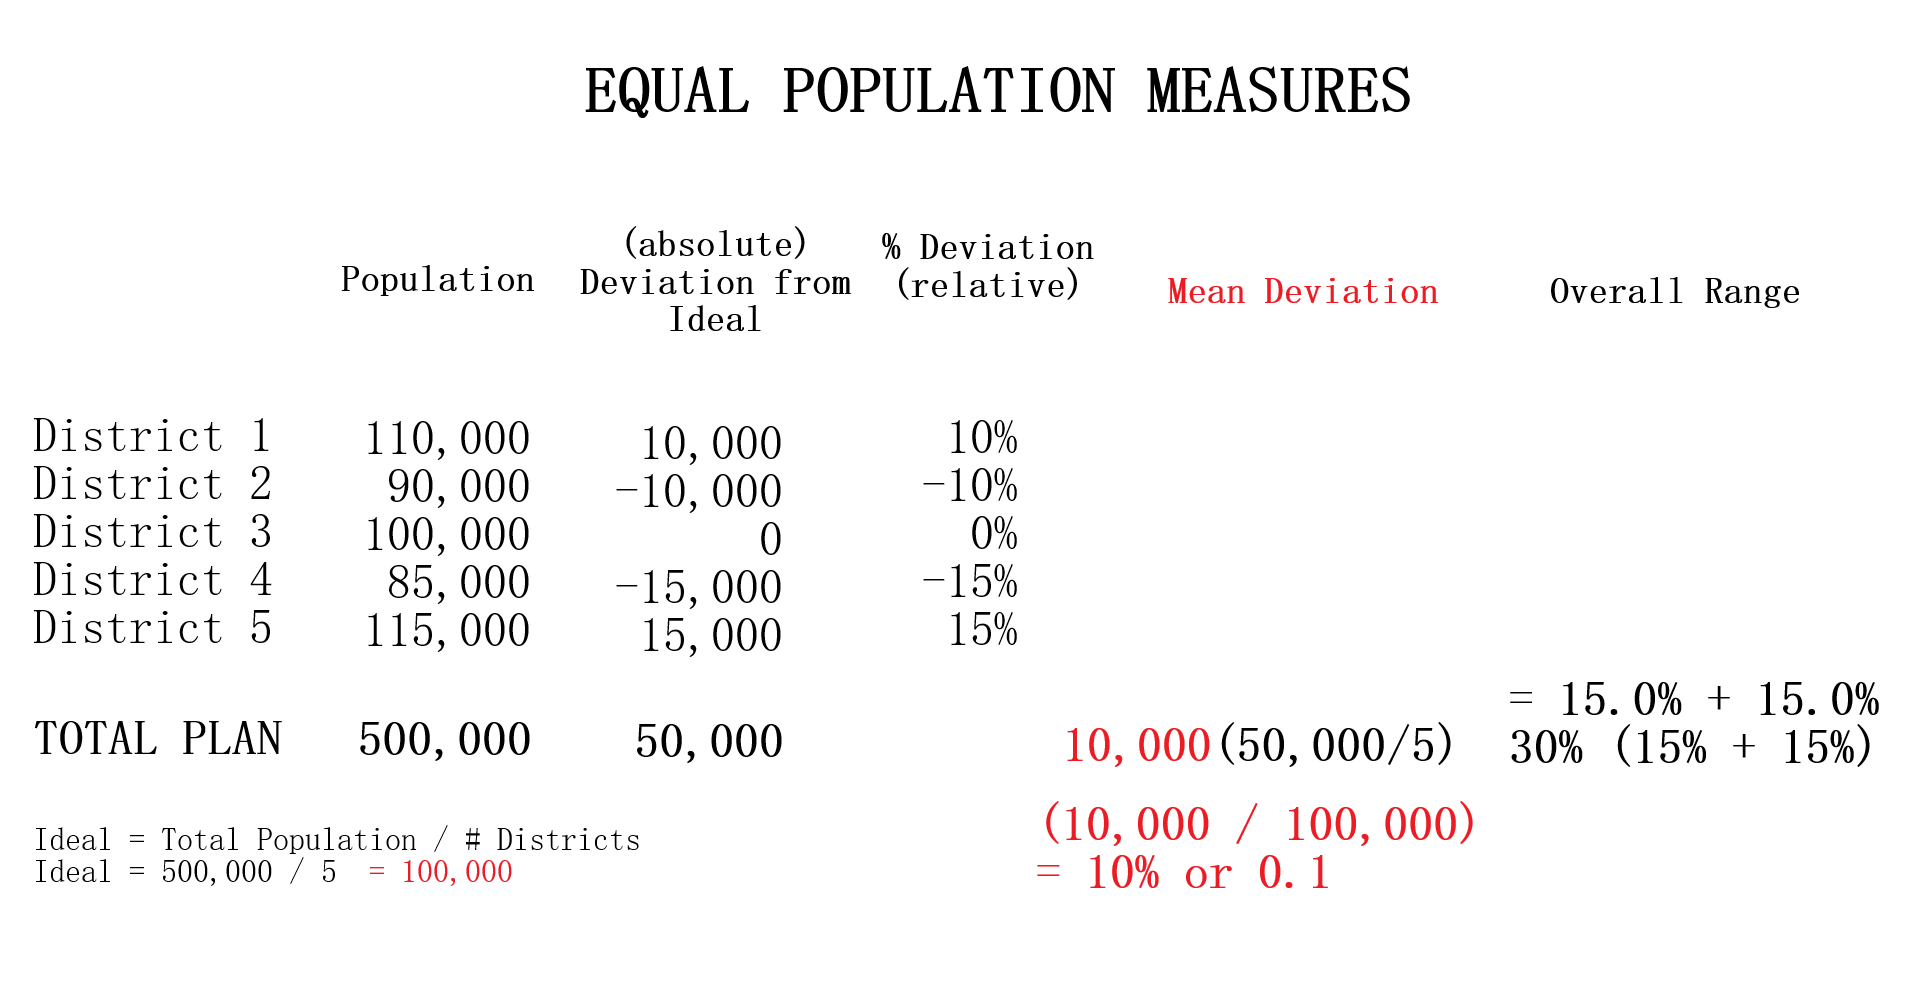 EQUAL POPULATION MEASURES
Population
(absolute)
Deviation from
Ideal
% Deviation
(relative)
Mean Deviation
Overall Range
District 1 110,000 10,000 10%
District 2 90,000 -10,000 -10%
District 3 100,000 0 0%
District 4 85,000 -15,000 -15%
District 5 115,000 15,000 15%
= 15.0% + 15.0%
TOTAL PLAN 500,000 50,000 10,000(50,000/5) 30% (15% + 15%)
(10,000 / 100,000)
= 10% or 0.1
Ideal = Total Population / # Districts
Ideal = 500,000 / 5 = 100,000